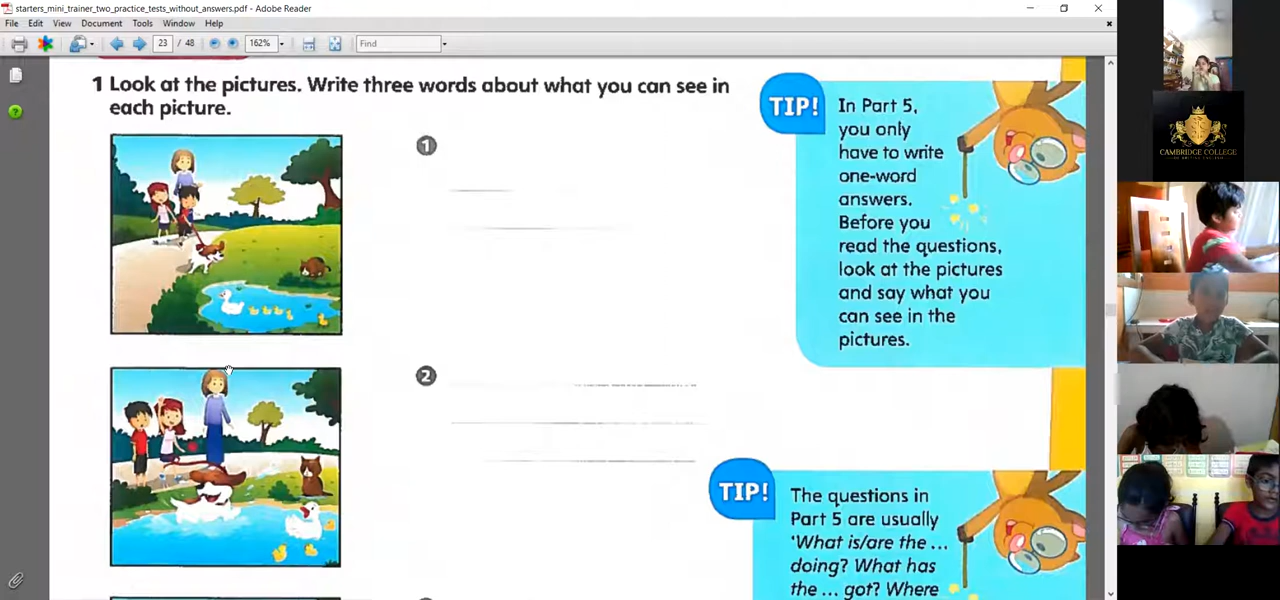 starters_mini_trainer_two_practice_tests_without_answers.pdf - Adobe Reader
File Edit View Document Tools Window Help
23 / 48 162% Find
1 Look at the pictures. Write three words about what you can see in
each picture.
1
2
TIP!
In Part 5,
you only
have to write
one-word
answers.
Before you
read the questions,
look at the pictures
and say what you
can see in the
pictures.
TIP!
The questions in
Part 5 are usually
‘What is/are the ...
doing? What has
the ... got? Where
CAMBRIDGE COLLEGE